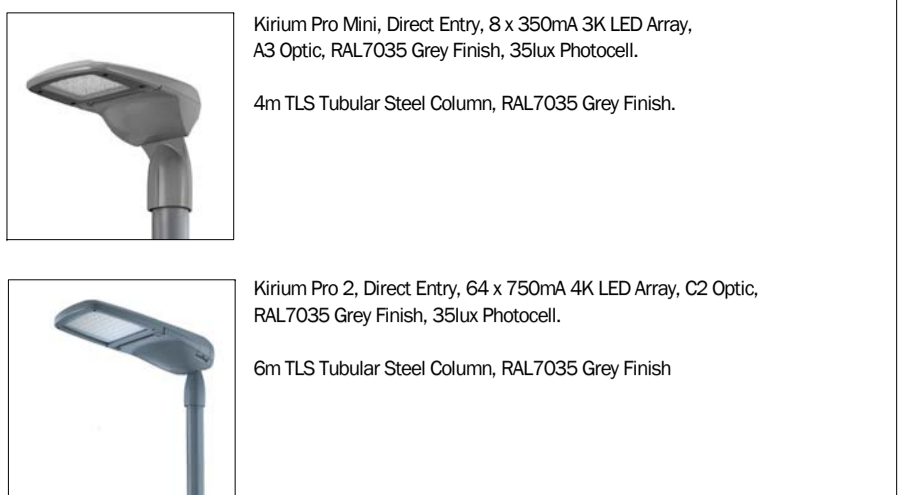 Kirium Pro Mini, Direct Entry, 8 x 350mA 3K LED Array,
A3 Optic, RAL7035 Grey Finish, 35lux Photocell.
4m TLS Tubular Steel Column, RAL7035 Grey Finish.
Kirium Pro 2, Direct Entry, 64 x 750mA 4K LED Array, C2 Optic,
RAL7035 Grey Finish, 35lux Photocell.
6m TLS Tubular Steel Column, RAL7035 Grey Finish